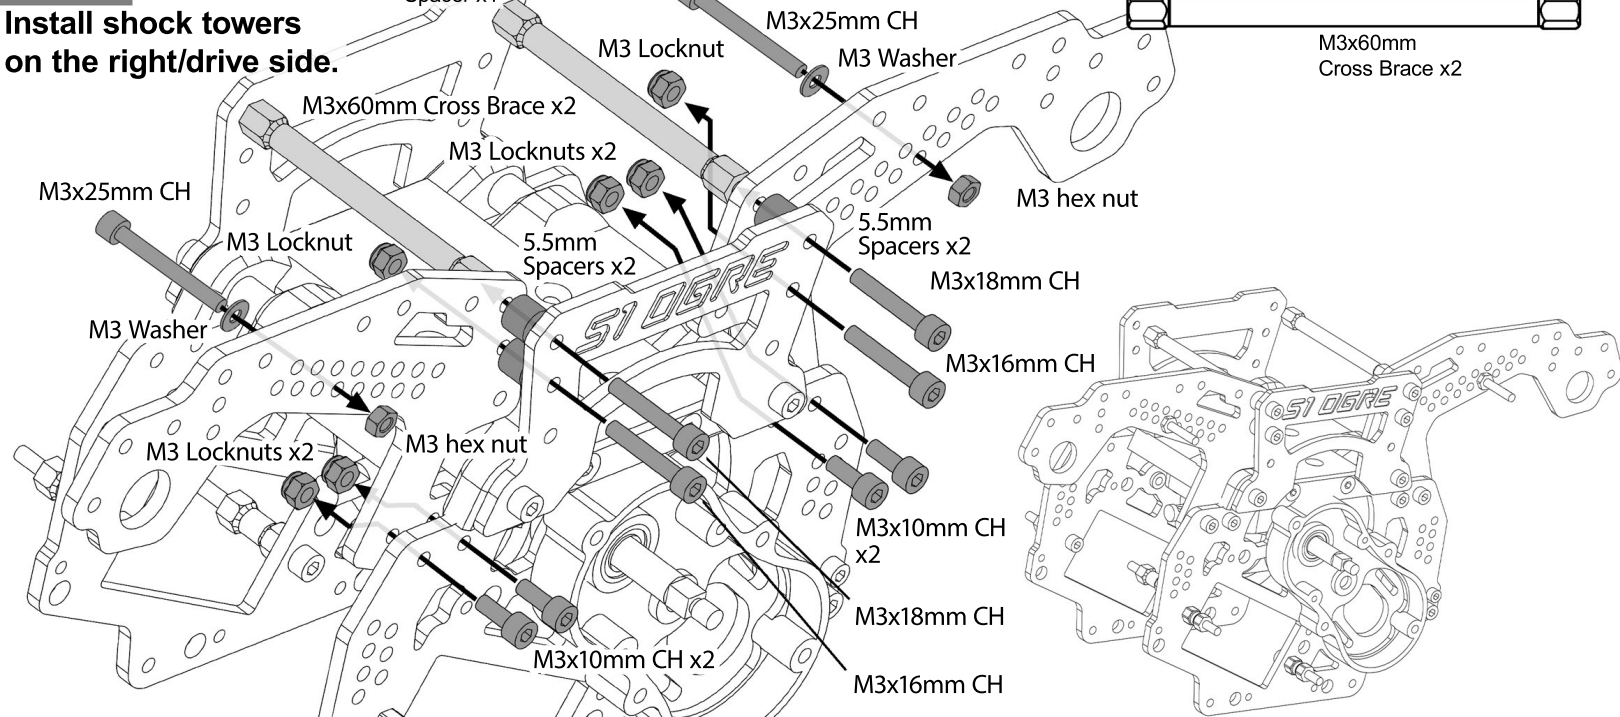 Spacer x1
Install shock towers
on the right/drive side.
M3x25mm CH
M3 Locknut
M3 Washer
M3x60mm
Cross Brace x2
M3x60mm Cross Brace x2
M3 Locknuts x2
M3x25mm CH
M3 hex nut
5.5mm
Spacers x2
M3 Locknut
5.5mm
Spacers x2
S1 OGRE
M3x18mm CH
M3 Washer
M3x16mm CH
S1 OGRE
M3 hex nut
M3 Locknuts x2
M3x10mm CH
x2
M3x18mm CH
M3x10mm CH x2
M3x16mm CH